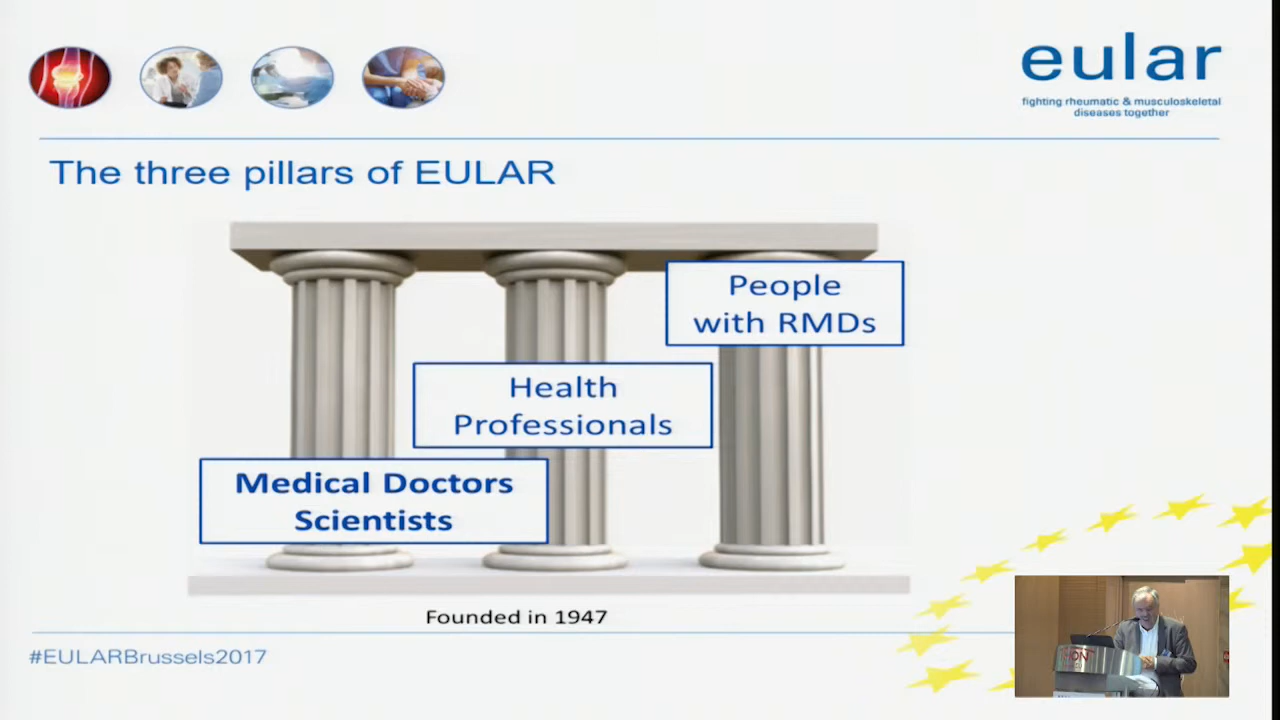 eular
fighting rheumatic & musculoskeletal
diseases together
The three pillars of EULAR
People
with RMDs
Health
Professionals
Medical Doctors
Scientists
Founded in 1947
#EULARBrussels2017